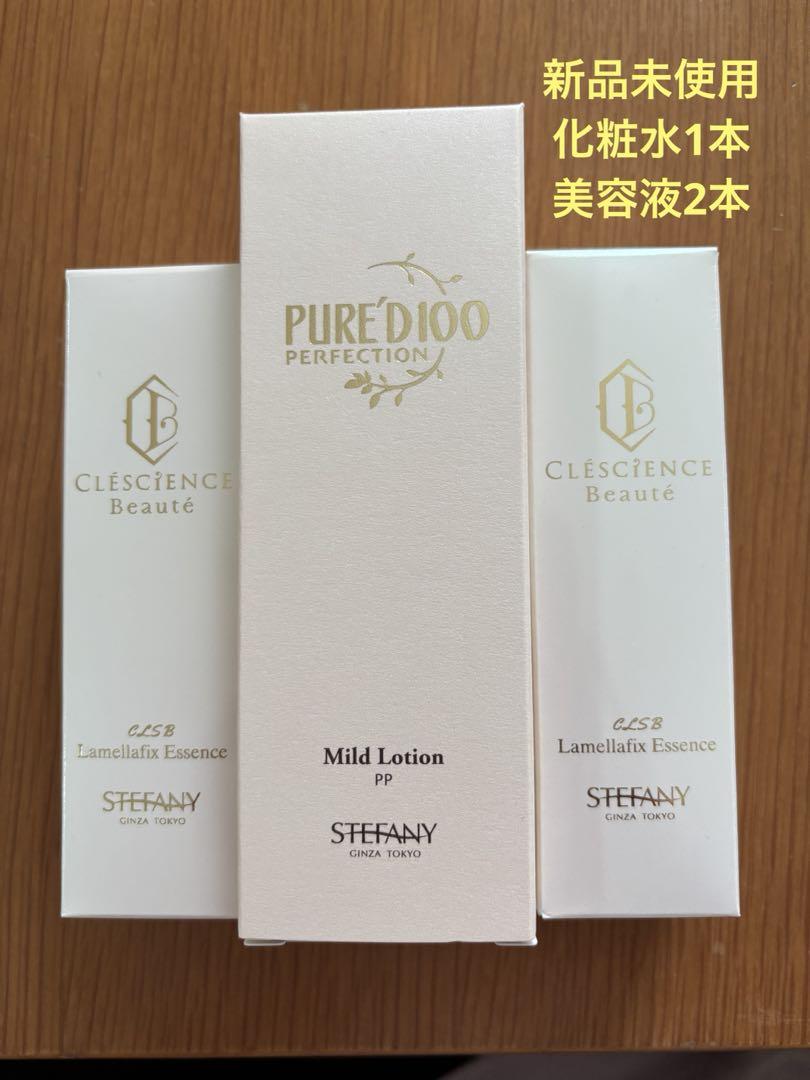 新品未使用
化粧水1本
美容液2本
PURE'D 100
PERFECTION
Mild Lotion
PP
STEFANY
GINZA TOKYO
CLÉSCIENCE
Beauté
CLSB
Lamellafix Essence
STEFANY
GINZA TOKYO
CLÉSCIENCE
Beauté
CLSB
Lamellafix Essence
STEFANY
GINZA TOKYO